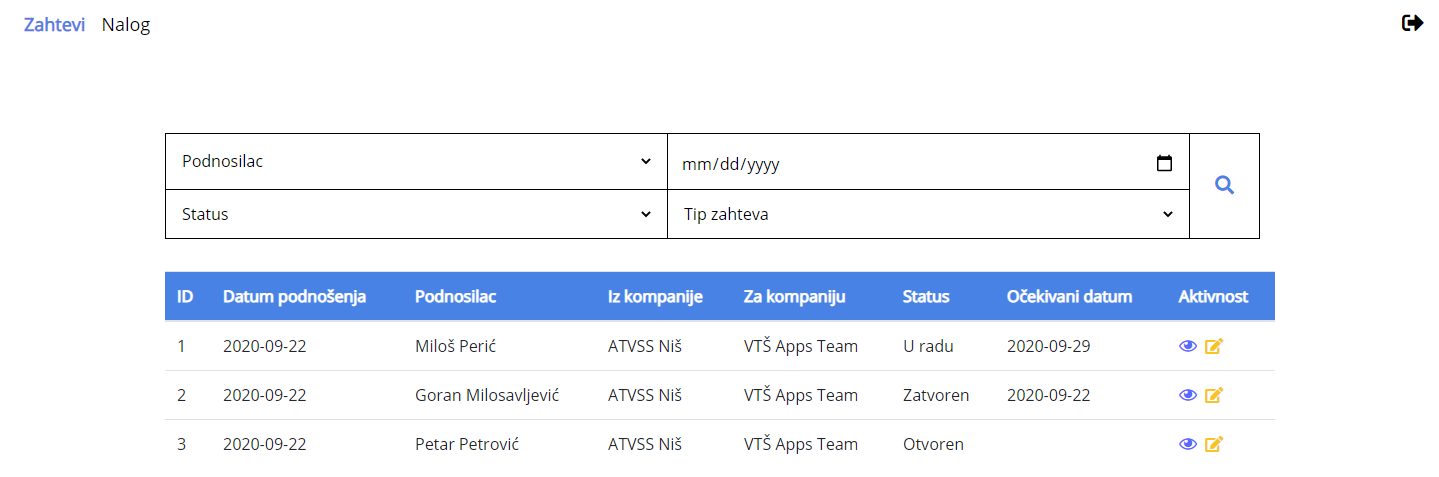 Zahtevi Nalog
Podnosilac mm/dd/yyyy
Status Tip zahteva
ID Datum podnošenja Podnosilac Iz kompanije Za kompaniju Status Očekivani datum Aktivnost
1 2020-09-22 Miloš Perić ATVSS Niš VTŠ Apps Team U radu 2020-09-29
2 2020-09-22 Goran Milosavljević ATVSS Niš VTŠ Apps Team Zatvoren 2020-09-22
3 2020-09-22 Petar Petrović ATVSS Niš VTŠ Apps Team Otvoren